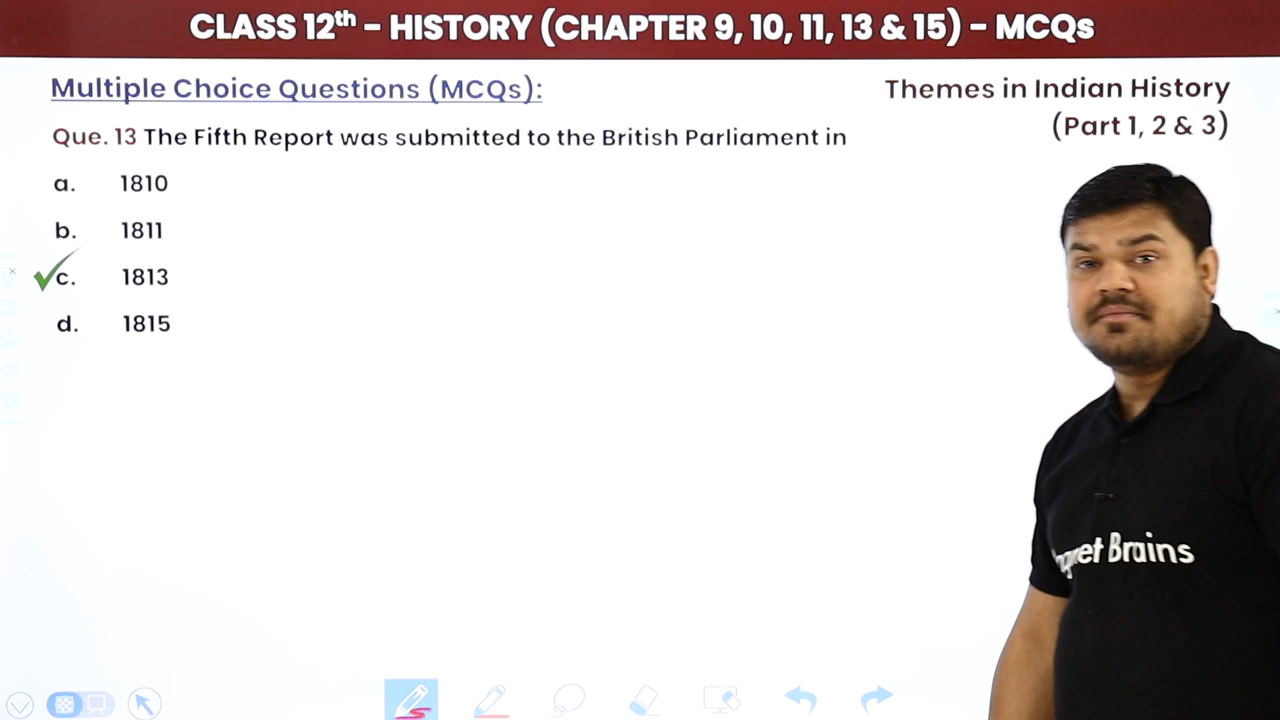 CLASS 12th - HISTORY (CHAPTER 9, 10, 11, 13 & 15) - MCQs
Multiple Choice Questions (MCQs):
Themes in Indian History
(Part 1, 2 & 3)
Que. 13 The Fifth Report was submitted to the British Parliament in
a. 1810
b. 1811
c. 1813
d. 1815
Brains